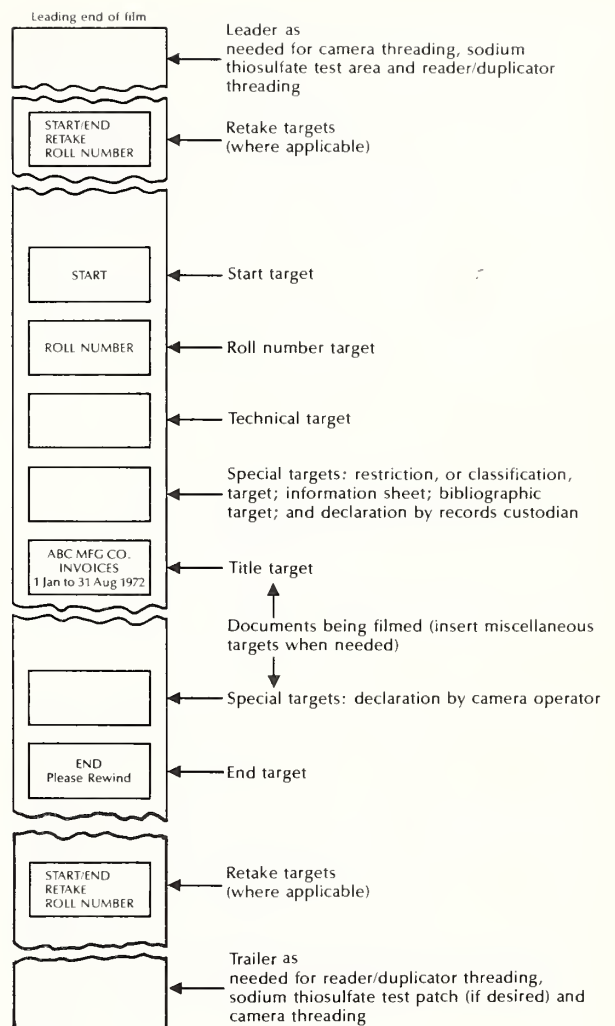 Leading end of film
Leader as
needed for camera threading, sodium
thiosulfate test area and reader/duplicator
threading
START/END
RETAKE
ROLL NUMBER
Retake targets
(where applicable)
START
Start target
ROLL NUMBER
Roll number target
Technical target
Special targets: restriction, or classification,
target; information sheet; bibliographic
target; and declaration by records custodian
ABC MFG CO.
INVOICES
1 Jan to 31 Aug 1972
Title target
Documents being filmed (insert miscellaneous
targets when needed)
Special targets: declaration by camera operator
END
Please Rewind
End target
START/END
RETAKE
ROLL NUMBER
Retake targets
(where applicable)
Trailer as
needed for reader/duplicator threading,
sodium thiosulfate test patch (if desired) and
camera threading